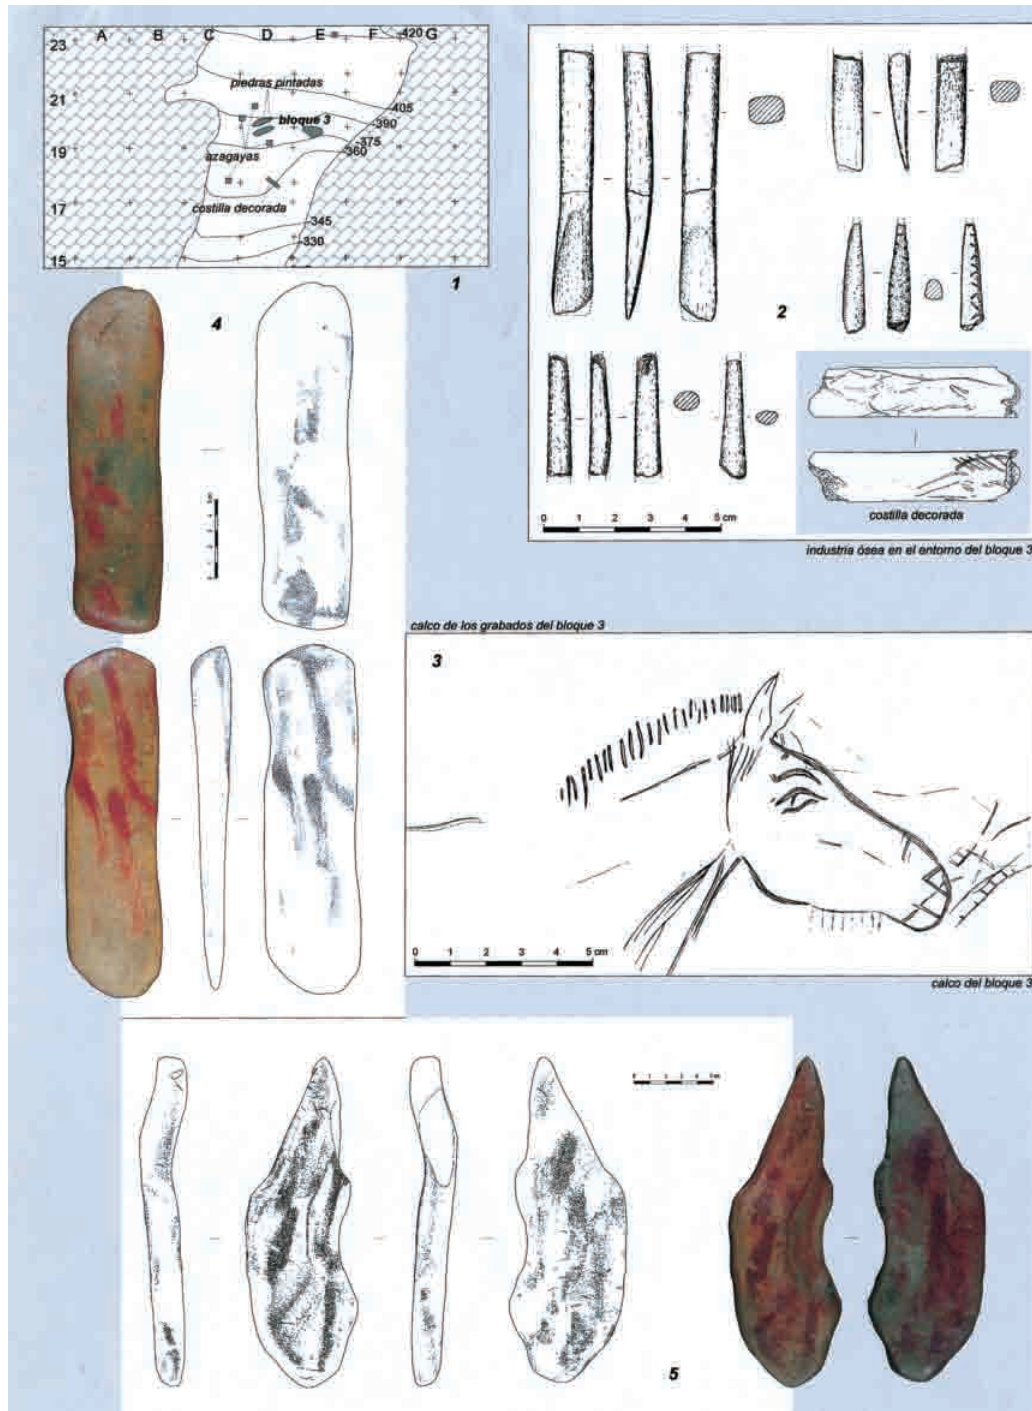 A B C D E F G
-420
23
piedras pintadas
21
-405
bloque 3
-390
-375
19
-360
azagayas
costilla decorada
17
-345
-330
15
1
2
costilla decorada
0 1 2 3 4 5 cm
industria ósea en el entorno del bloque 3
4
calco de los grabados del bloque 3
3
0 1 2 3 4 5 cm
calco del bloque 3
5